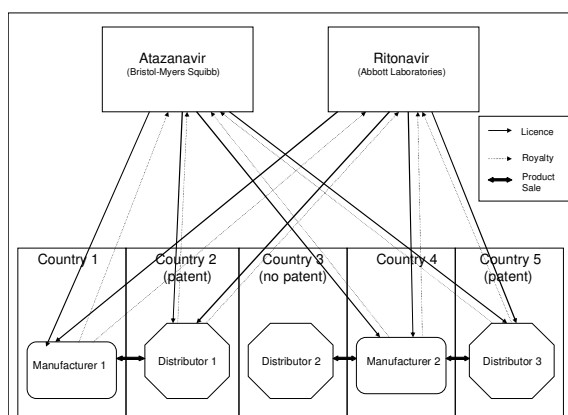 Atazanavir
(Bristol-Myers Squibb)
Ritonavir
(Abbott Laboratories)
Licence
Royalty
Product
Sale
Country 1
Country 2
(patent)
Country 3
(no patent)
Country 4
Country 5
(patent)
Manufacturer 1
Distributor 1
Distributor 2
Manufacturer 2
Distributor 3